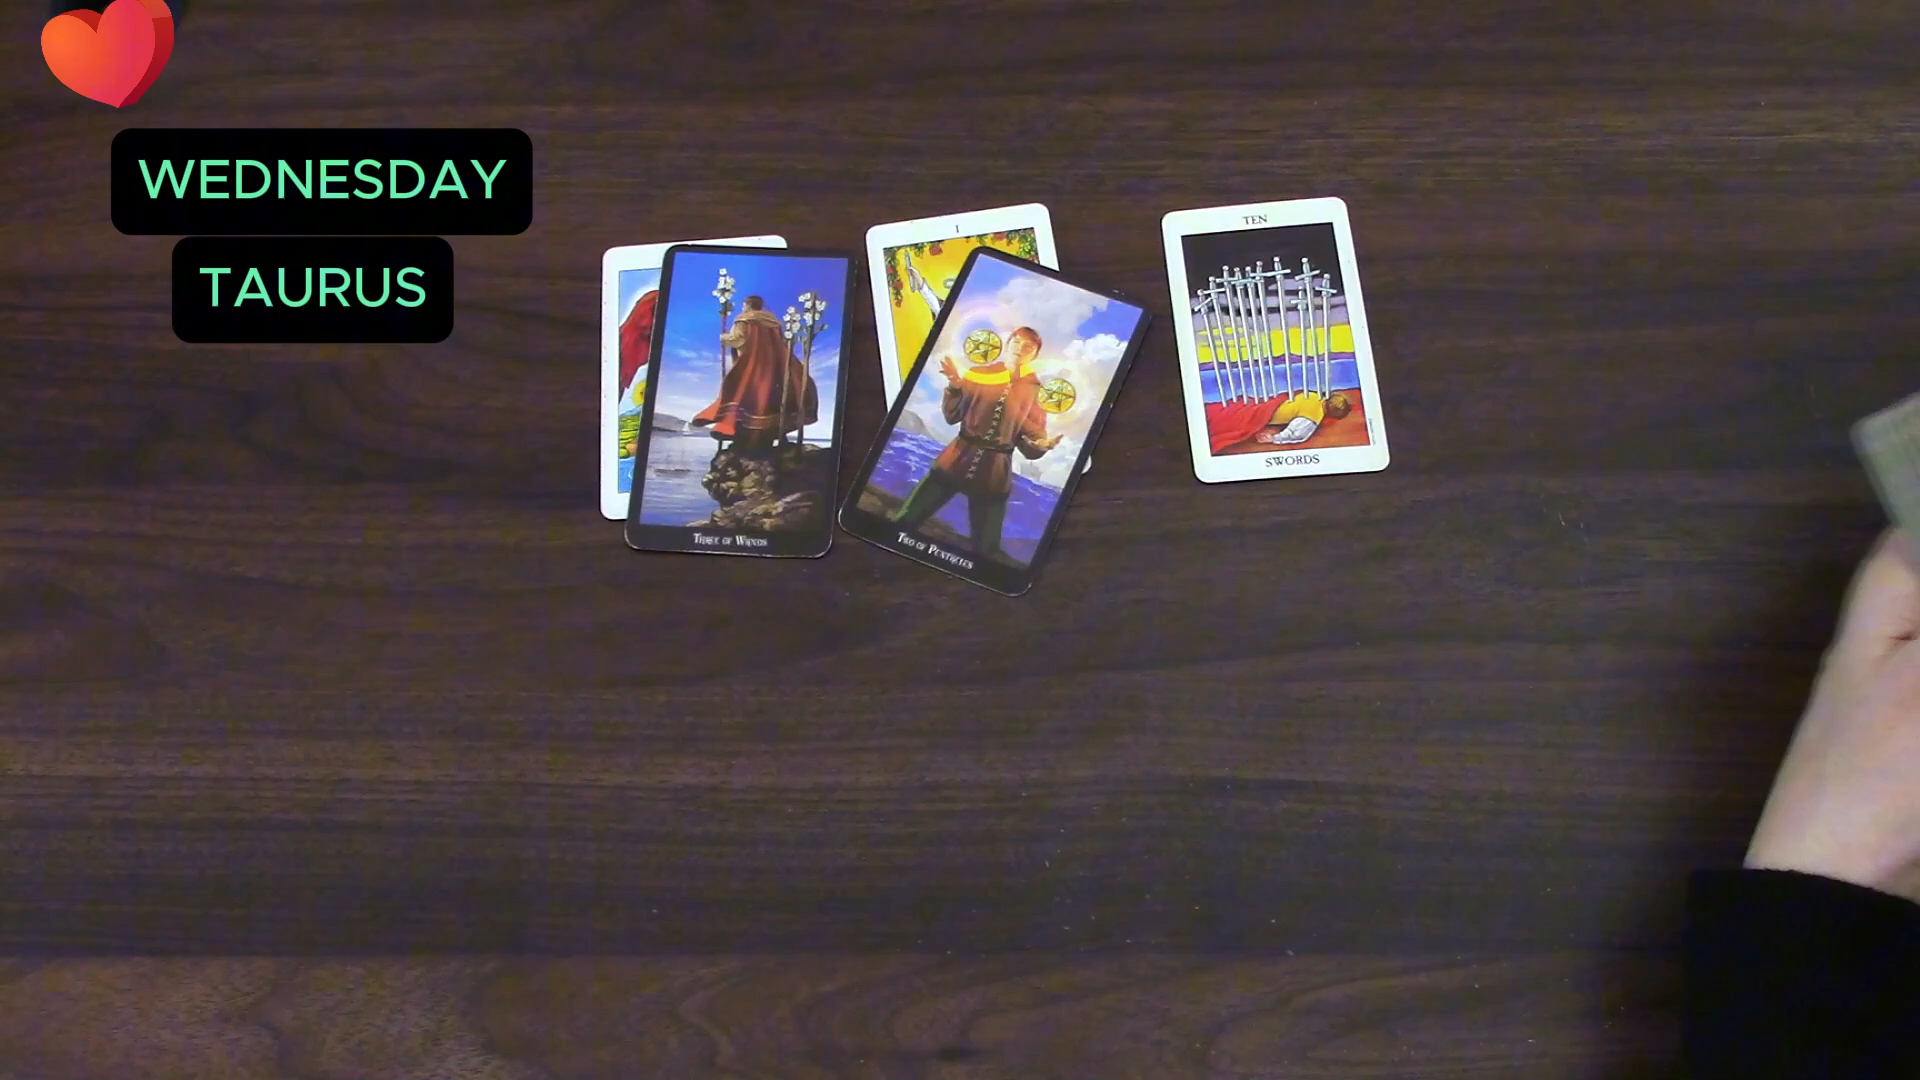 WEDNESDAY
TAURUS
I
TEN
SWORDS
THREE OF WANDS
TWO OF PENTACLES